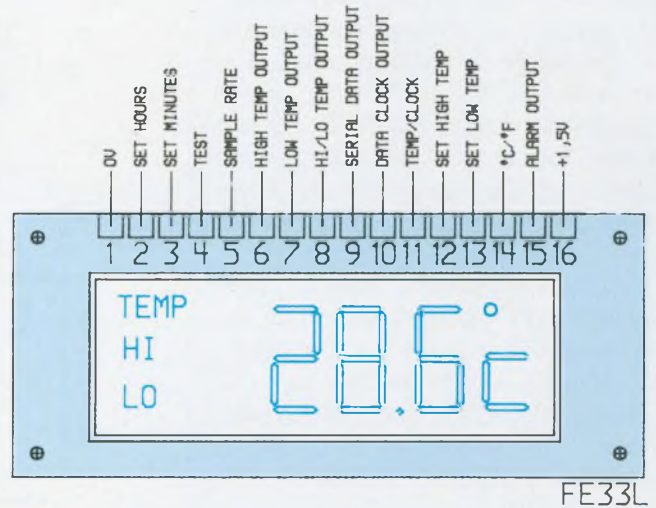 0V
SET HOURS
SET MINUTES
TEST
SAMPLE RATE
HIGH TEMP OUTPUT
LOW TEMP OUTPUT
HI/LO TEMP OUTPUT
SERIAL DATA OUTPUT
DATA CLOCK OUTPUT
TEMP/CLOCK
SET HIGH TEMP
SET LOW TEMP
°C/°F
ALARM OUTPUT
+1,5V
1 2 3 4 5 6 7 8 9 10 11 12 13 14 15 16
TEMP
HI
LO
28.6°C
FE33L